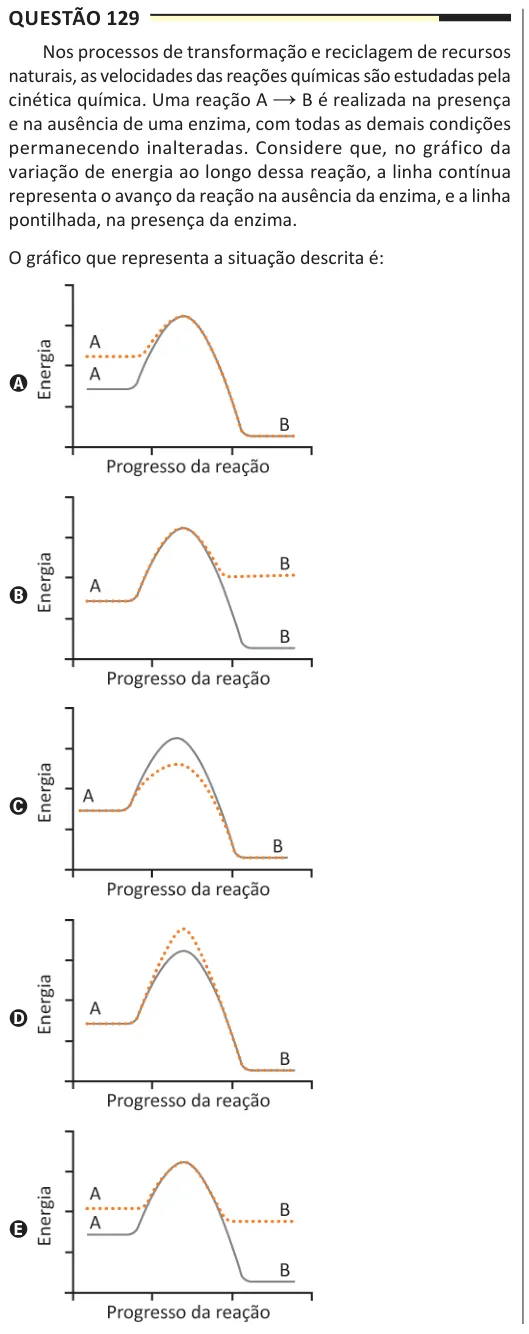 QUESTÃO 129
Nos processos de transformação e reciclagem de recursos
naturais, as velocidades das reações químicas são estudadas pela
cinética química. Uma reação A → B é realizada na presença
e na ausência de uma enzima, com todas as demais condições
permanecendo inalteradas. Considere que, no gráfico da
variação de energia ao longo dessa reação, a linha contínua
representa o avanço da reação na ausência da enzima, e a linha
pontilhada, na presença da enzima.
O gráfico que representa a situação descrita é:
A
Energia
A
A
B
Progresso da reação
B
Energia
A
B
B
Progresso da reação
C
Energia
A
B
Progresso da reação
D
Energia
A
B
Progresso da reação
E
Energia
A
A
B
B
Progresso da reação